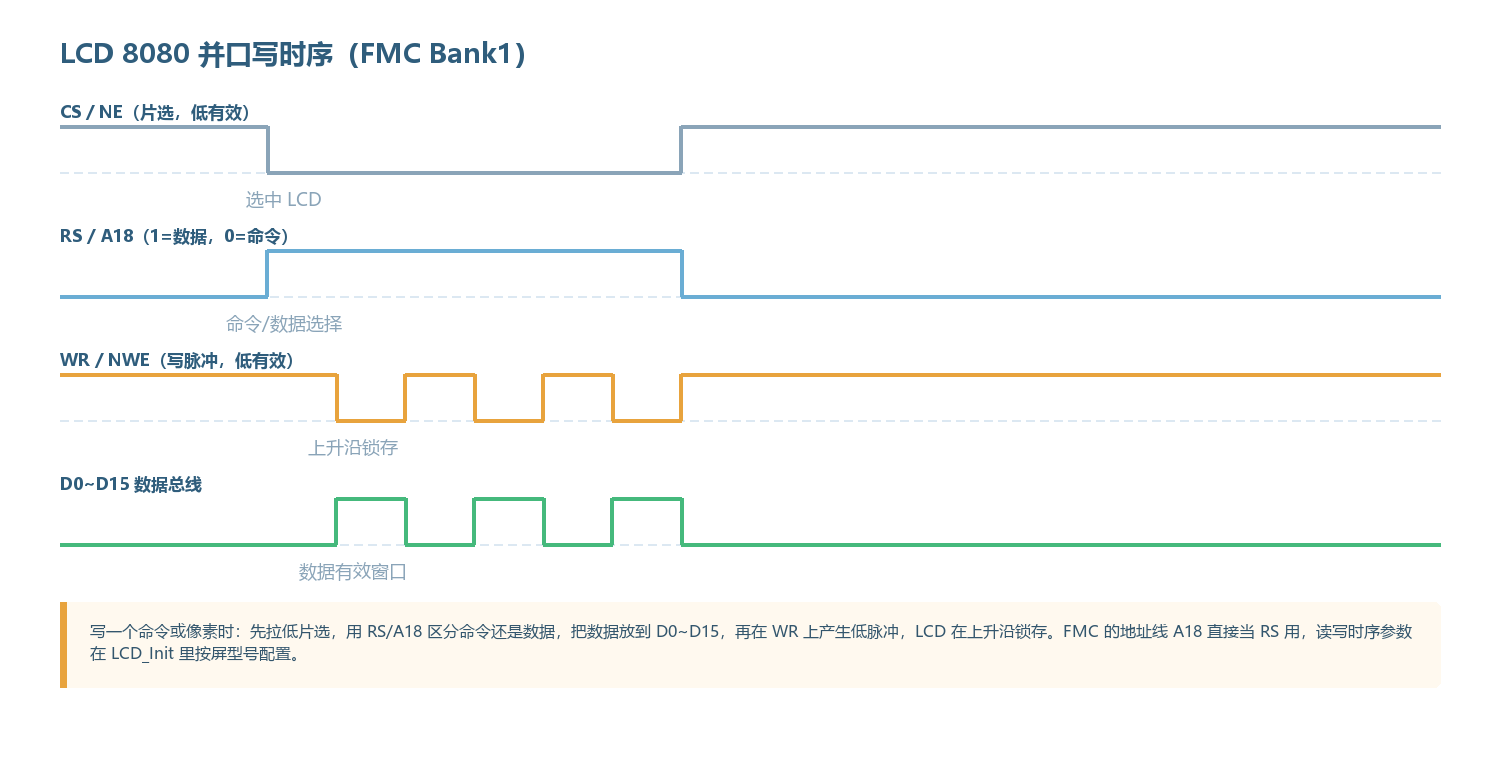 LCD 8080 并口写时序（FMC Bank1）
CS / NE（片选，低有效）
选中 LCD
RS / A18（1=数据，0=命令）
命令/数据选择
WR / NWE（写脉冲，低有效）
上升沿锁存
D0~D15 数据总线
数据有效窗口
写一个命令或像素时：先拉低片选，用 RS/A18 区分命令还是数据，把数据放到 D0~D15，再在 WR 上产生低脉冲，LCD 在上升沿锁存。FMC 的地址线 A18 直接当 RS 用，读写时序参数
在 LCD_Init 里按屏型号配置。